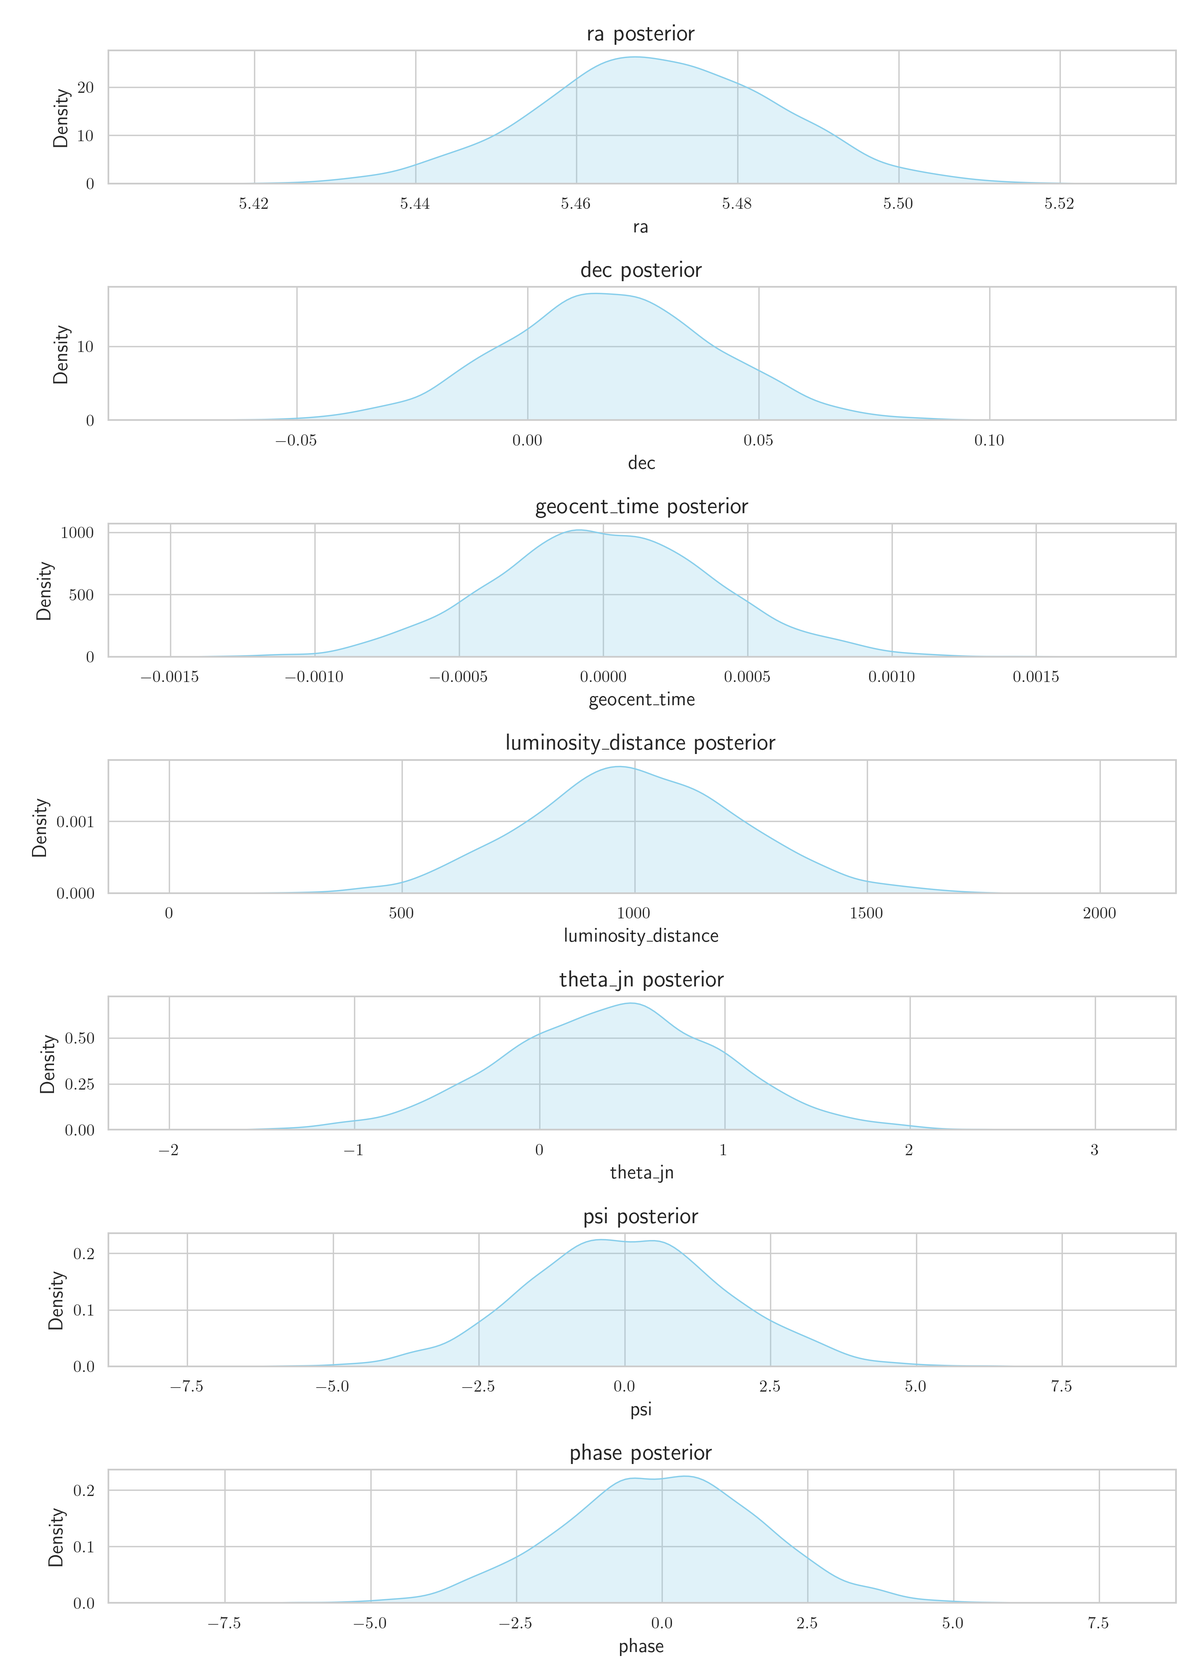 ra posterior
Density
20
10
0
5.42 5.44 5.46 5.48 5.50 5.52
ra
dec posterior
Density
10
0
−0.05 0.00 0.05 0.10
dec
geocent_time posterior
Density
1000
500
0
−0.0015 −0.0010 −0.0005 0.0000 0.0005 0.0010 0.0015
geocent_time
luminosity_distance posterior
Density
0.001
0.000
0 500 1000 1500 2000
luminosity_distance
theta_jn posterior
Density
0.50
0.25
0.00
−2 −1 0 1 2 3
theta_jn
psi posterior
Density
0.2
0.1
0.0
−7.5 −5.0 −2.5 0.0 2.5 5.0 7.5
psi
phase posterior
Density
0.2
0.1
0.0
−7.5 −5.0 −2.5 0.0 2.5 5.0 7.5
phase